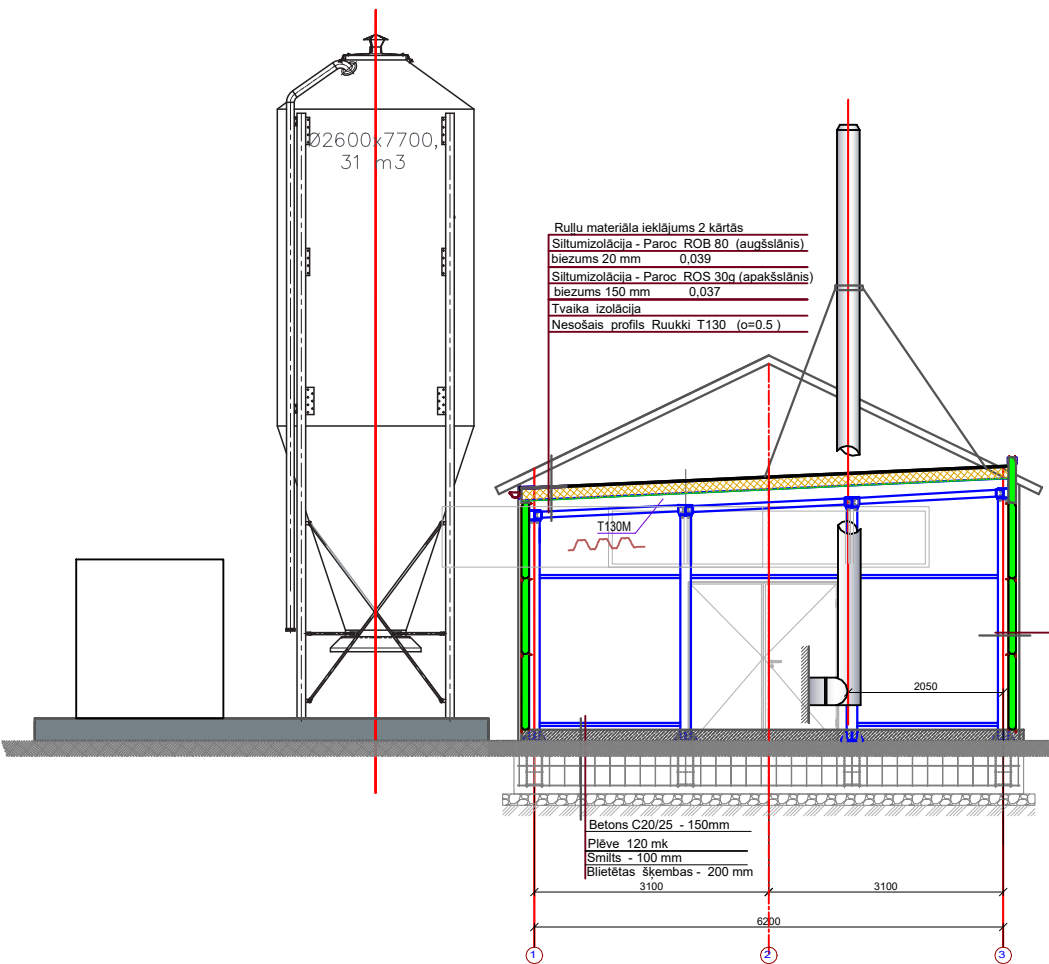 Ø2600x7700,
31 m3
Ruļļu materiāla ieklājums 2 kārtās
Siltumizolācija - Paroc ROB 80 (augšslānis)
biezums 20 mm 0,039
Siltumizolācija - Paroc ROS 30g (apakšslānis)
biezums 150 mm 0,037
Tvaika izolācija
Nesošais profils Ruukki T130 (o=0.5 )
T130M
2050
Betons C20/25 - 150mm
Plēve 120 mk
Smilts - 100 mm
Blietētas šķembas - 200 mm
3100 3100
6200
1 2 3